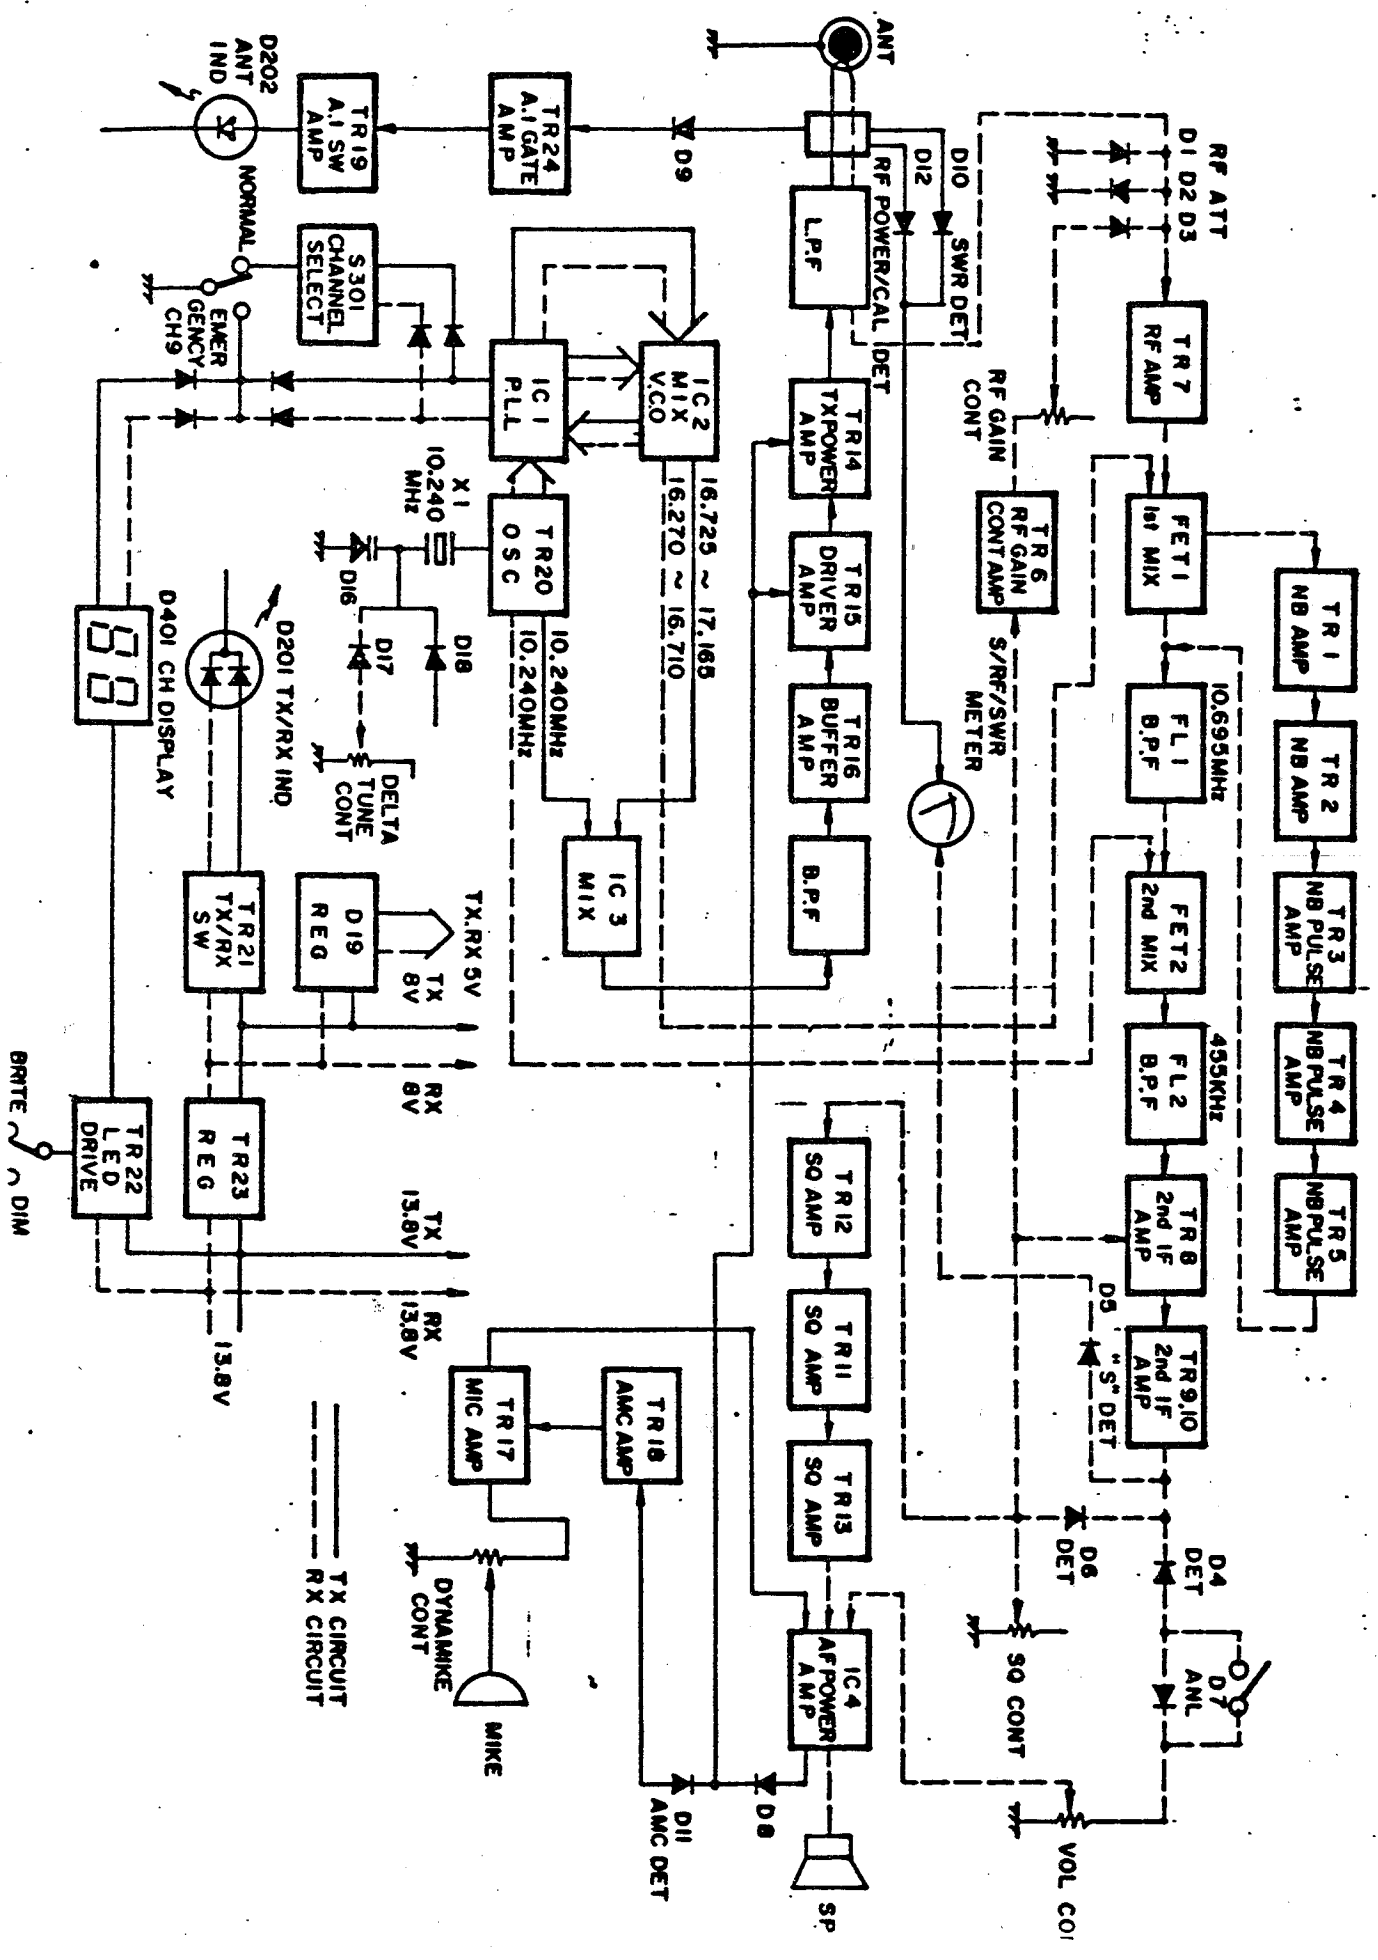 RF ATT
D1 D2 D3
TR7
RF AMP
FET1
1st MIX
TR1
NB AMP
TR2
NB AMP
TR3
NB PULSE
AMP
TR4
NB PULSE
AMP
TR5
NB PULSE
AMP
10.695MHz
FL1
B.P.F
FET2
2nd MIX
455KHz
FL2
B.P.F
TR8
2nd IF
AMP
TR9,10
2nd IF
AMP
D5
"S" DET
D4
DET
D7
ANL
D6
DET
VOL CO
SQ CONT
RF GAIN
CONT
TR6
RF GAIN
CONT AMP
S/RF/SWR
METER
ANT
D10
SWR DET
D12
RF POWER/CAL DET
L.P.F
TR14
TX POWER
AMP
TR15
DRIVER
AMP
TR16
BUFFER
AMP
B.P.F
TR12
SQ AMP
TR11
SQ AMP
TR13
SQ AMP
IC4
AF POWER
AMP
SP
D9
D8
D11
AMC DET
IC2
MIX
V.C.O
16.725 ~ 17.165
16.270 ~ 16.710
IC3
MIX
TR18
AMC AMP
TR24
A.I GATE
AMP
IC1
P.L.L
TR20
OSC
10.240MHz
10.240MHz
X1
10.240
MHz
D18
D17
D16
DELTA
TUNE
CONT
TX.RX 5V
TX
8V
RX
8V
TX
13.8V
RX
13.8V
TR17
MIC AMP
DYNAMIKE
CONT
MIKE
TR19
A.I SW
AMP
S301
CHANNEL
SELECT
D19
REG
D202
ANT
IND
NORMAL
EMER
GENCY
CH9
D201 TX/RX IND
TR21
TX/RX
SW
TR23
REG
13.8V
TX CIRCUIT
RX CIRCUIT
D401 CH DISPLAY
TR22
LED
DRIVE
BRITE
DIM